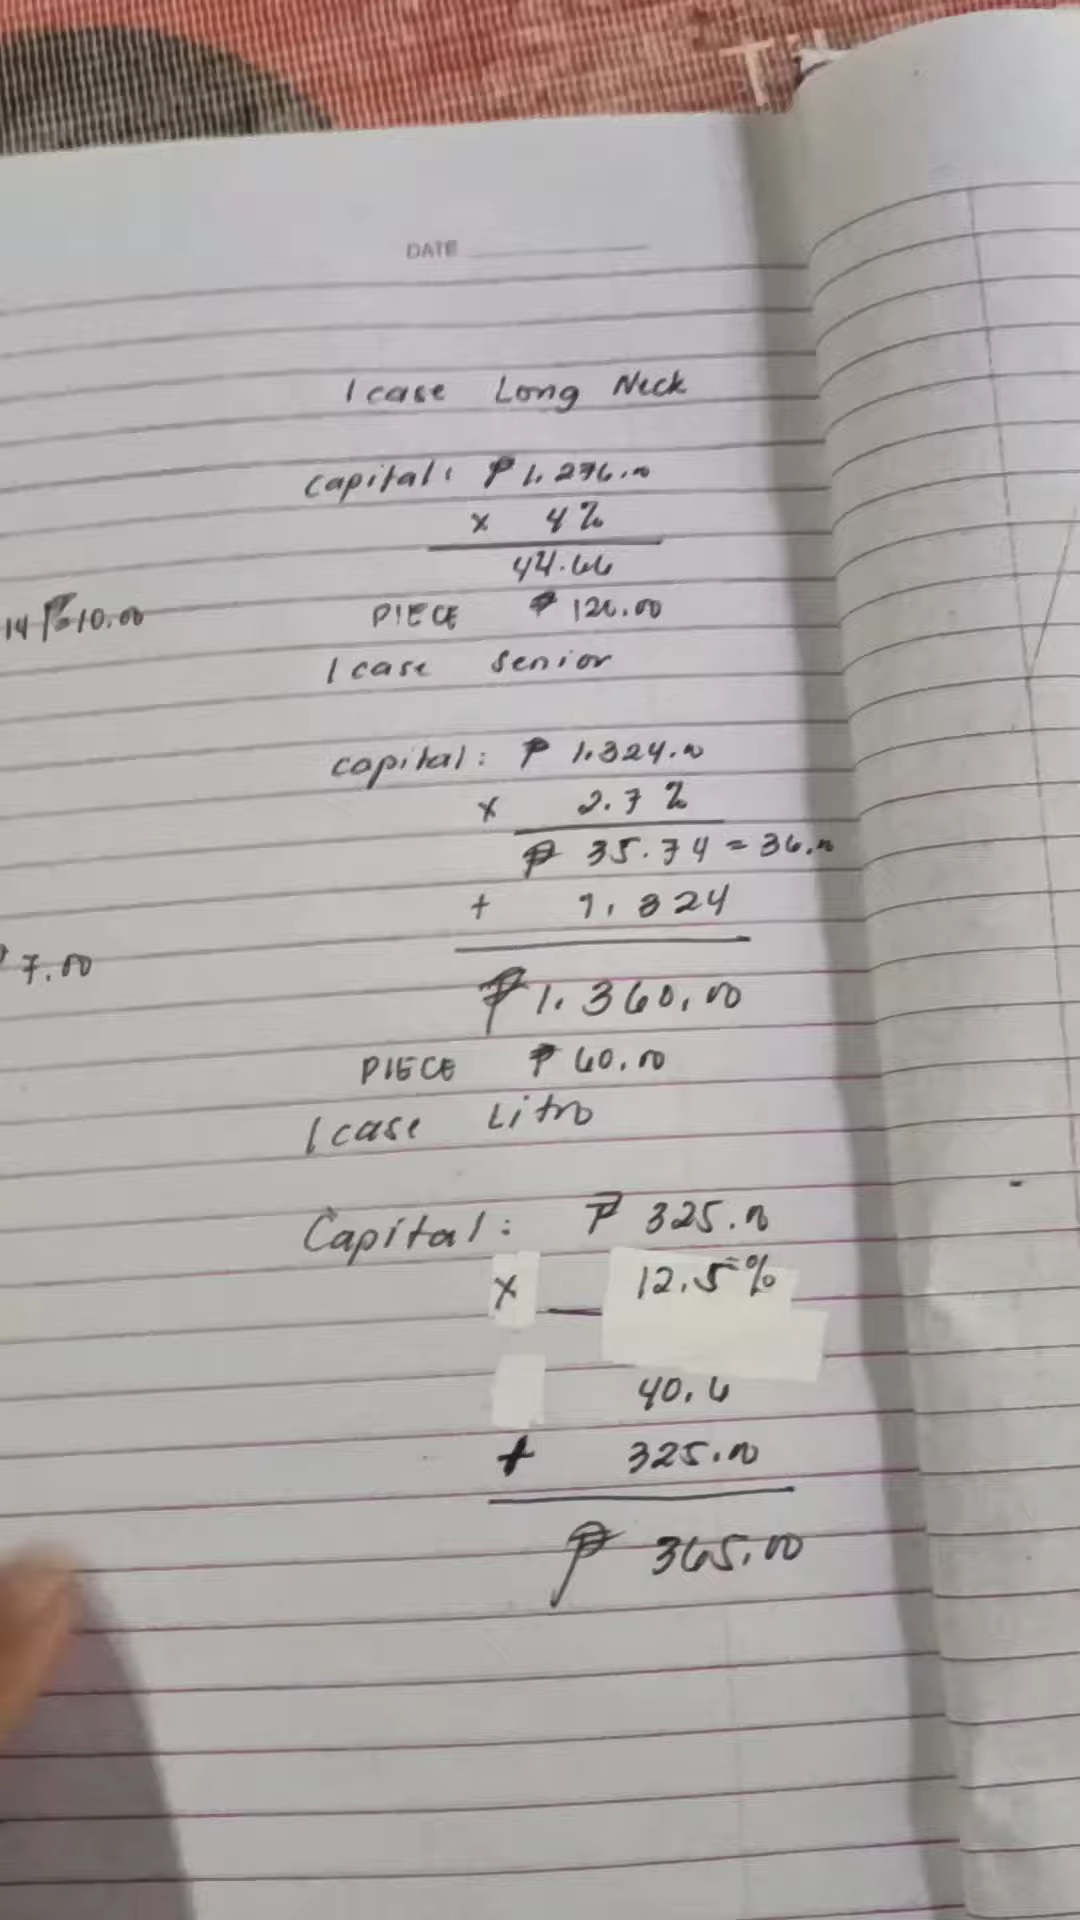 DATE
1 case Long Neck
capital: ₱ 1,276.00
x 4%
44.66
14 ₱10.00
PIECE ₱ 120.00
1 case senior
capital: ₱ 1.324.00
x 2.7 %
₱ 35.74 = 36.00
+ 1,324
7.00
₱ 1.360.00
PIECE ₱ 60.00
1 case Litro
Capital: ₱ 325.00
x 12.5%
40.6
+ 325.00
₱ 365.00